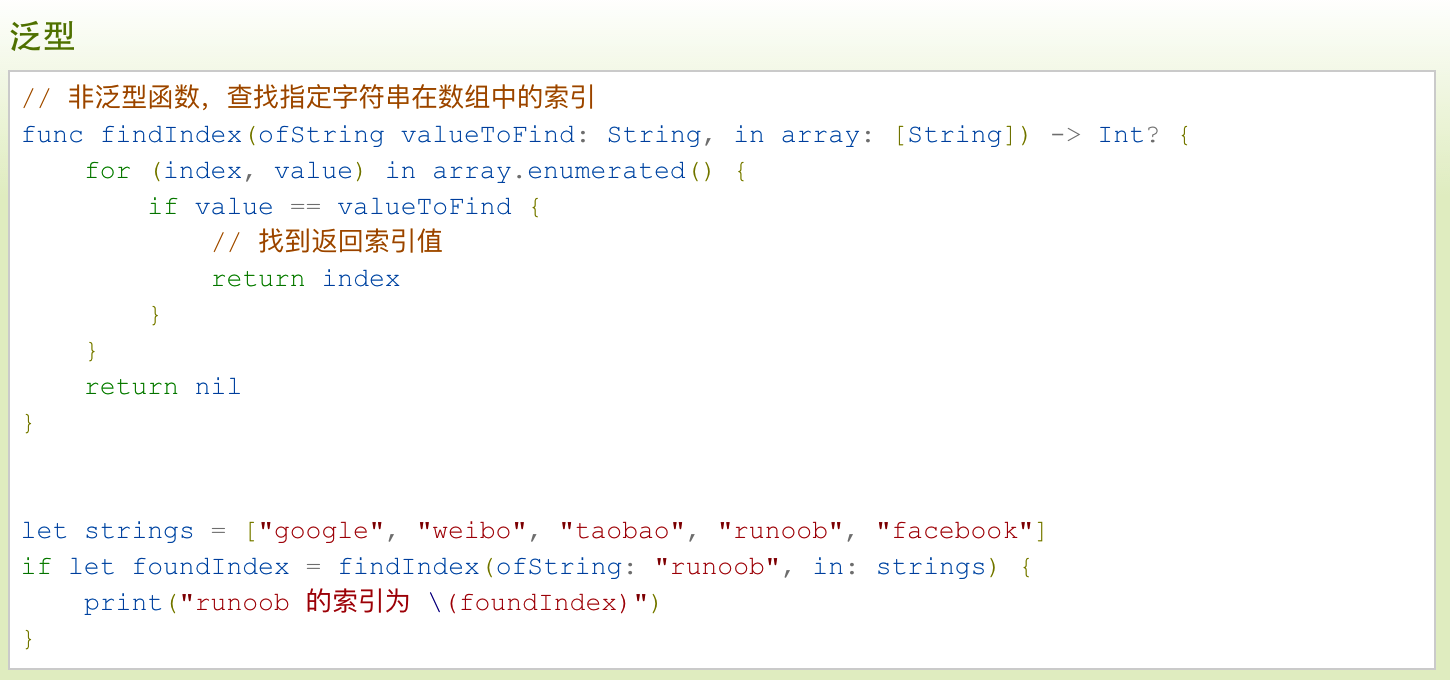 泛型
// 非泛型函数，查找指定字符串在数组中的索引
func findIndex(ofString valueToFind: String, in array: [String]) -> Int? {
    for (index, value) in array.enumerated() {
        if value == valueToFind {
            // 找到返回索引值
            return index
        }
    }
    return nil
}
let strings = ["google", "weibo", "taobao", "runoob", "facebook"]
if let foundIndex = findIndex(ofString: "runoob", in: strings) {
    print("runoob 的索引为 \(foundIndex)")
}